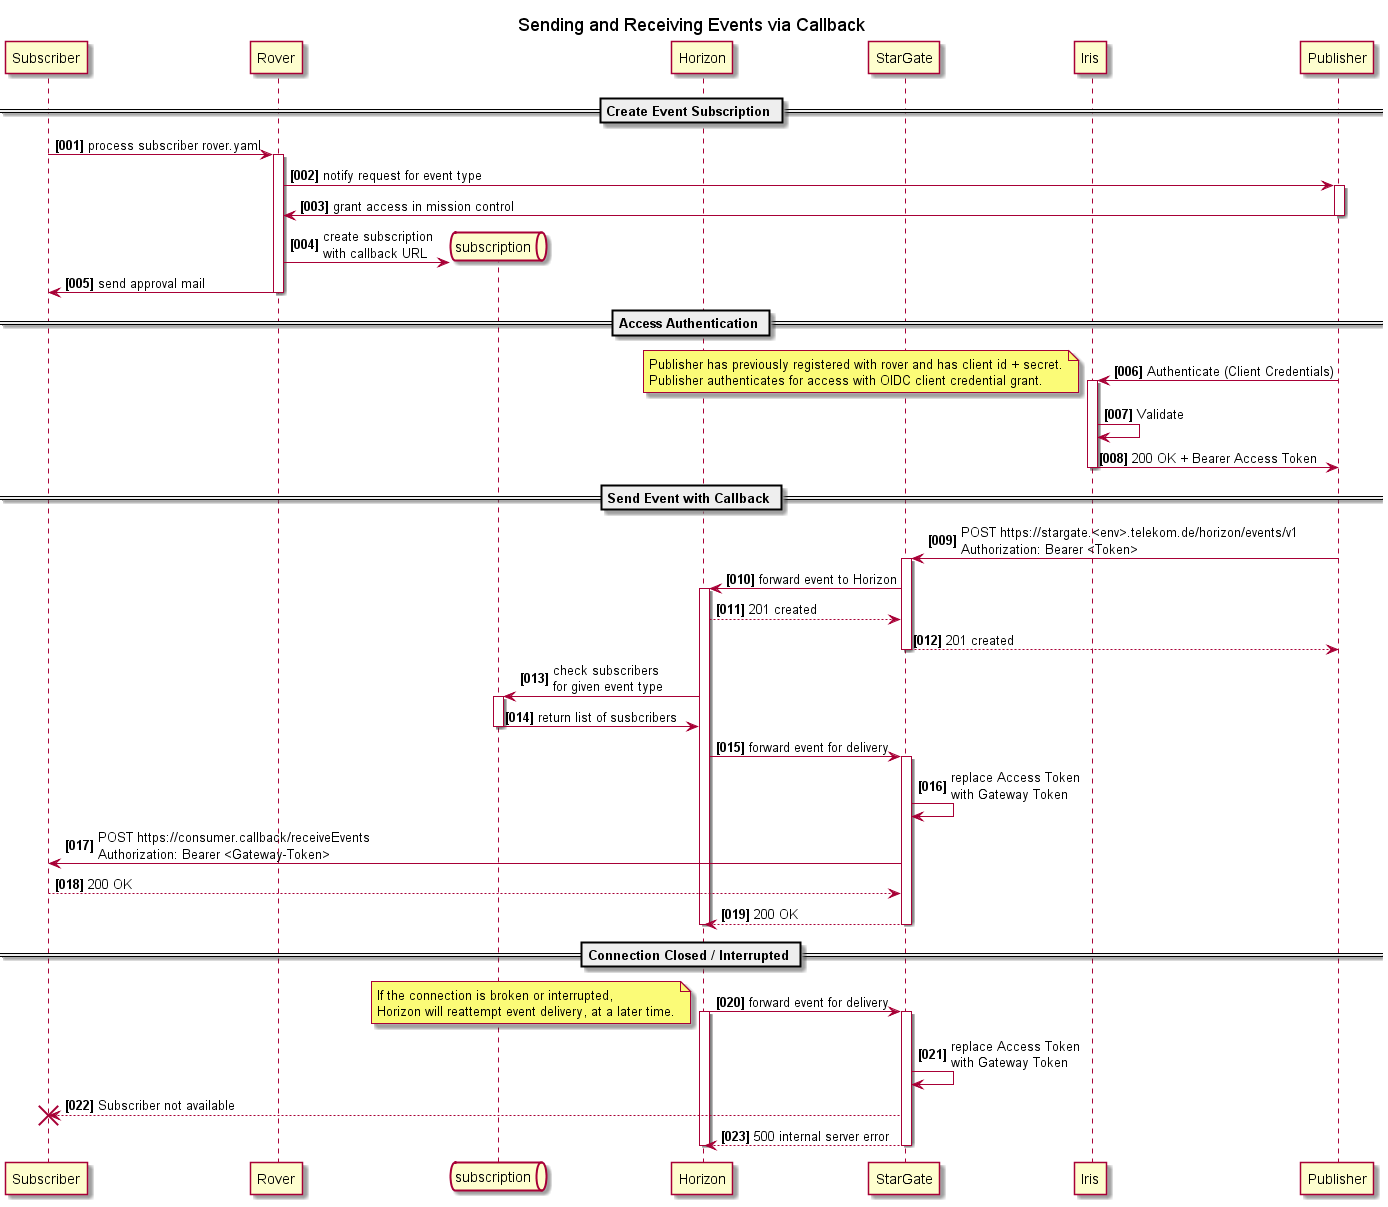 Sending and Receiving Events via Callback
Subscriber
Rover
Horizon
StarGate
Iris
Publisher
Create Event Subscription
[001] process subscriber rover.yaml
[002] notify request for event type
[003] grant access in mission control
[004] create subscription
with callback URL
subscription
[005] send approval mail
Access Authentication
Publisher has previously registered with rover and has client id + secret.
Publisher authenticates for access with OIDC client credential grant.
[006] Authenticate (Client Credentials)
[007] Validate
[008] 200 OK + Bearer Access Token
Send Event with Callback
[009] POST https://stargate.<env>.telekom.de/horizon/events/v1
Authorization: Bearer <Token>
[010] forward event to Horizon
[011] 201 created
[012] 201 created
[013] check subscribers
for given event type
[014] return list of susbcribers
[015] forward event for delivery
[016] replace Access Token
with Gateway Token
[017] POST https://consumer.callback/receiveEvents
Authorization: Bearer <Gateway-Token>
[018] 200 OK
[019] 200 OK
Connection Closed / Interrupted
If the connection is broken or interrupted,
Horizon will reattempt event delivery, at a later time.
[020] forward event for delivery
[021] replace Access Token
with Gateway Token
[022] Subscriber not available
[023] 500 internal server error
Subscriber
Rover
subscription
Horizon
StarGate
Iris
Publisher